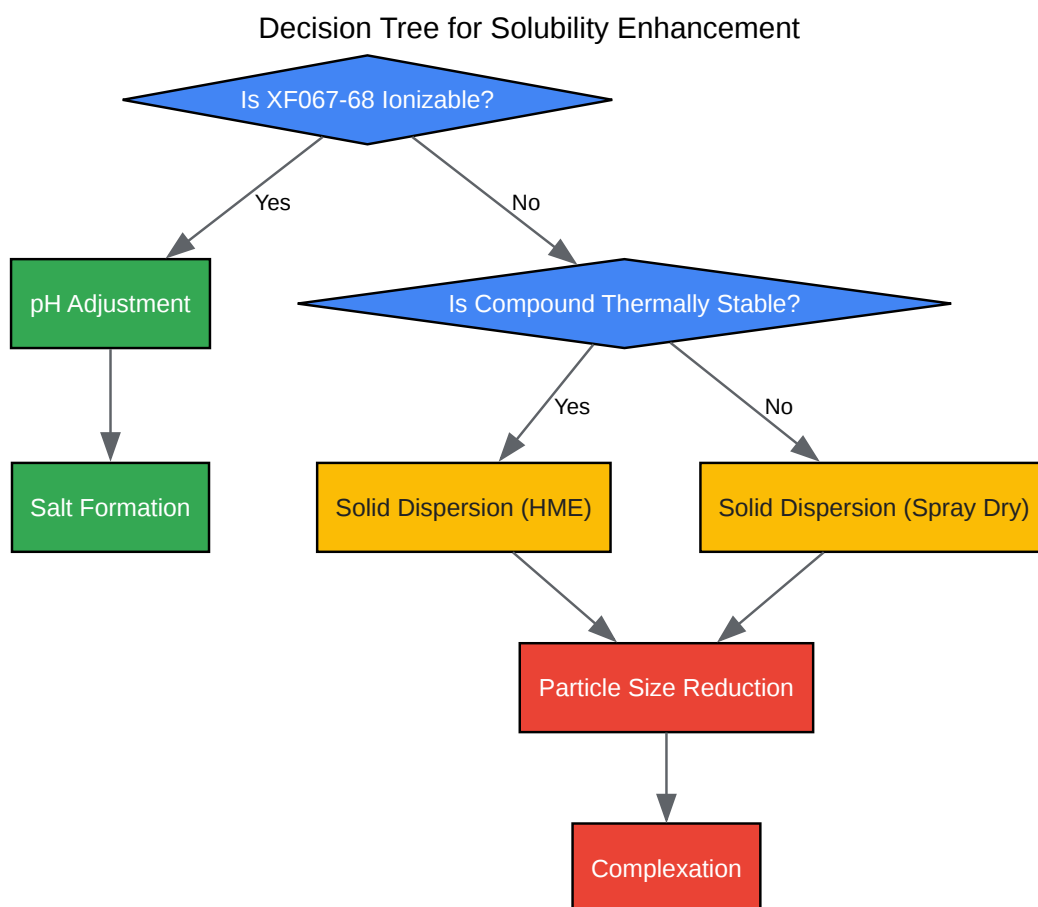 Decision Tree for Solubility Enhancement
Is XF067-68 Ionizable?
Yes
No
pH Adjustment
Is Compound Thermally Stable?
Yes
No
Salt Formation
Solid Dispersion (HME)
Solid Dispersion (Spray Dry)
Particle Size Reduction
Complexation